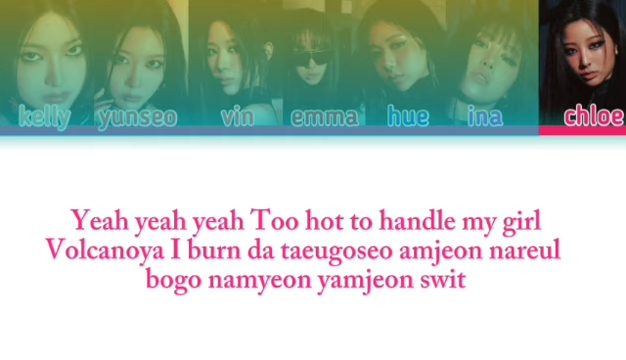 kelly yunseo vin emma hue ina chloe
Yeah yeah yeah Too hot to handle my girl
Volcanoya I burn da taeugoseo amjeon nareul
bogo namyeon yamjeon swit